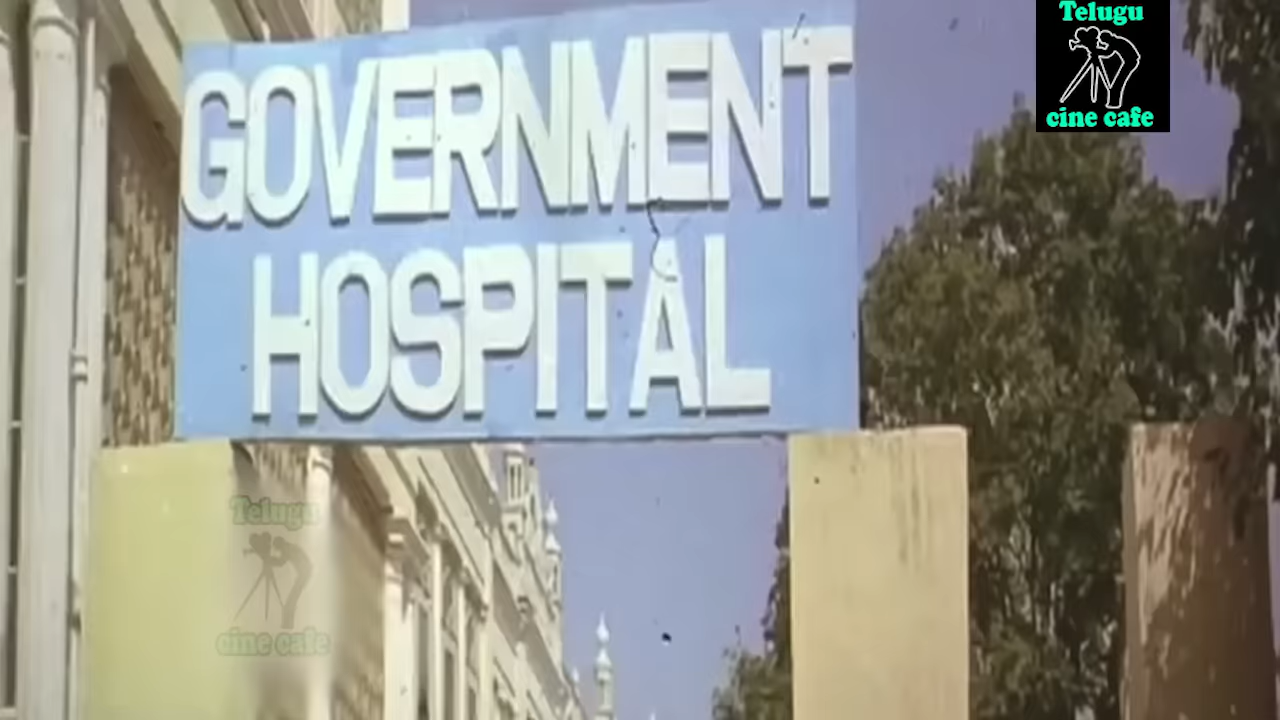 Telugu
cine cafe
GOVERNMENT
HOSPITAL
Telugu
cine cafe